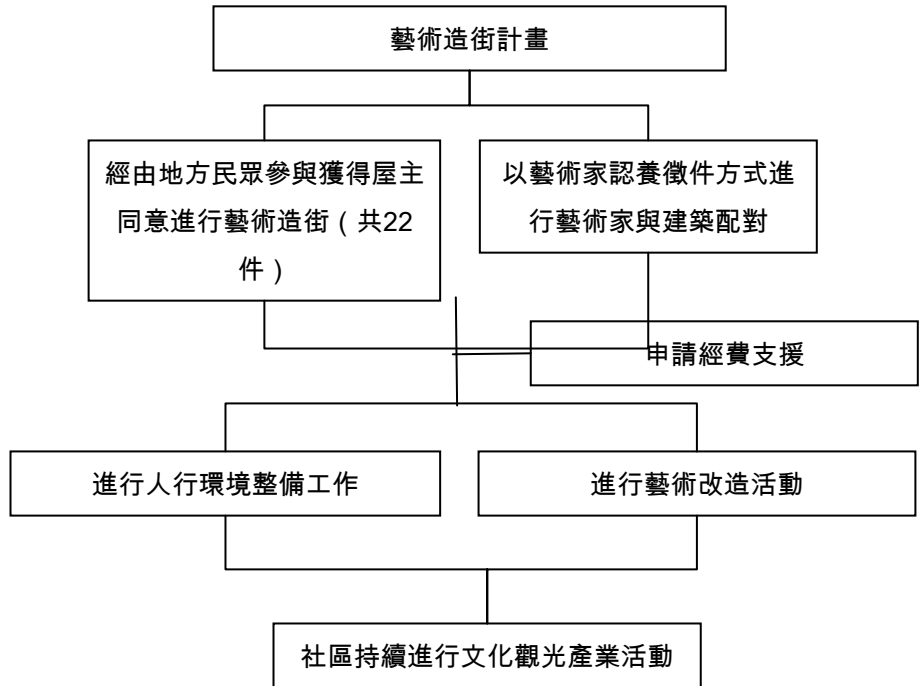 藝術造街計畫
經由地方民眾參與獲得屋主
同意進行藝術造街（共22
件）
以藝術家認養徵件方式進
行藝術家與建築配對
申請經費支援
進行人行環境整備工作
進行藝術改造活動
社區持續進行文化觀光產業活動